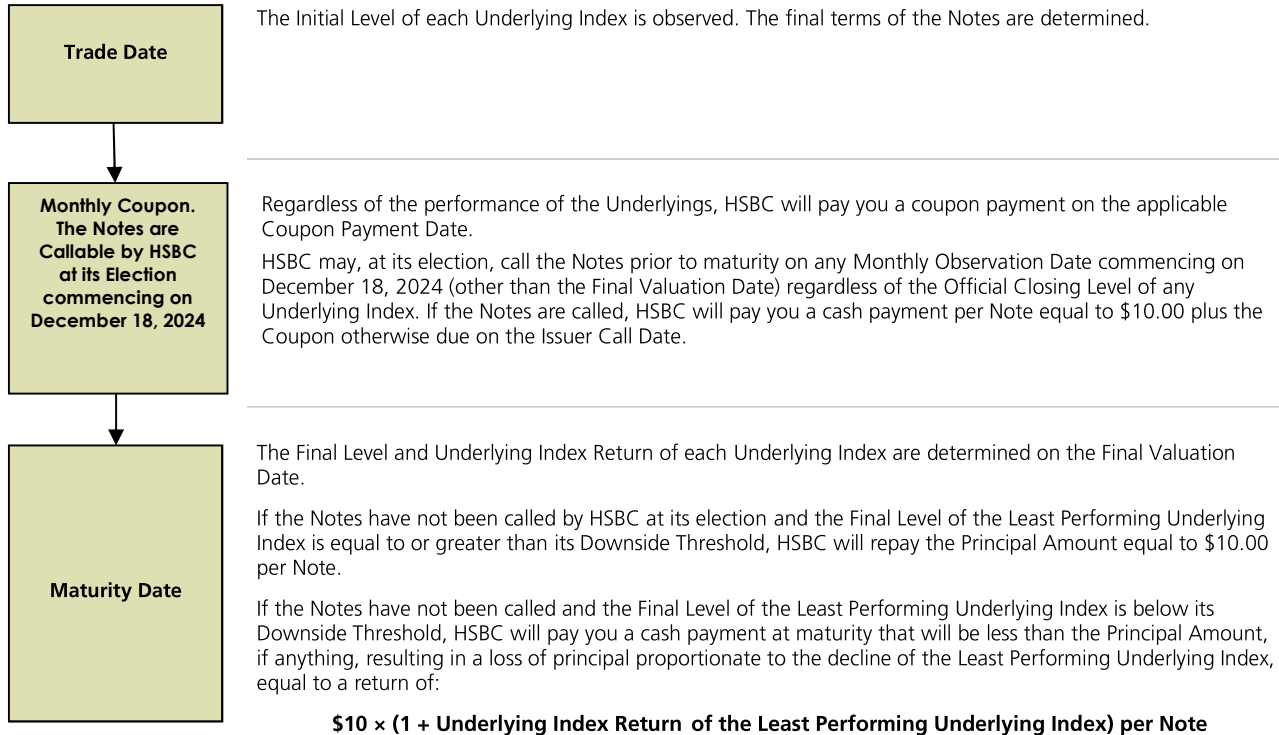 Trade Date
The Initial Level of each Underlying Index is observed. The final terms of the Notes are determined.
Monthly Coupon.
The Notes are
Callable by HSBC
at its Election
commencing on
December 18, 2024
Regardless of the performance of the Underlyings, HSBC will pay you a coupon payment on the applicable
Coupon Payment Date.
HSBC may, at its election, call the Notes prior to maturity on any Monthly Observation Date commencing on
December 18, 2024 (other than the Final Valuation Date) regardless of the Official Closing Level of any
Underlying Index. If the Notes are called, HSBC will pay you a cash payment per Note equal to $10.00 plus the
Coupon otherwise due on the Issuer Call Date.
Maturity Date
The Final Level and Underlying Index Return of each Underlying Index are determined on the Final Valuation
Date.
If the Notes have not been called by HSBC at its election and the Final Level of the Least Performing Underlying
Index is equal to or greater than its Downside Threshold, HSBC will repay the Principal Amount equal to $10.00
per Note.
If the Notes have not been called and the Final Level of the Least Performing Underlying Index is below its
Downside Threshold, HSBC will pay you a cash payment at maturity that will be less than the Principal Amount,
if anything, resulting in a loss of principal proportionate to the decline of the Least Performing Underlying Index,
equal to a return of:
$10 × (1 + Underlying Index Return of the Least Performing Underlying Index) per Note